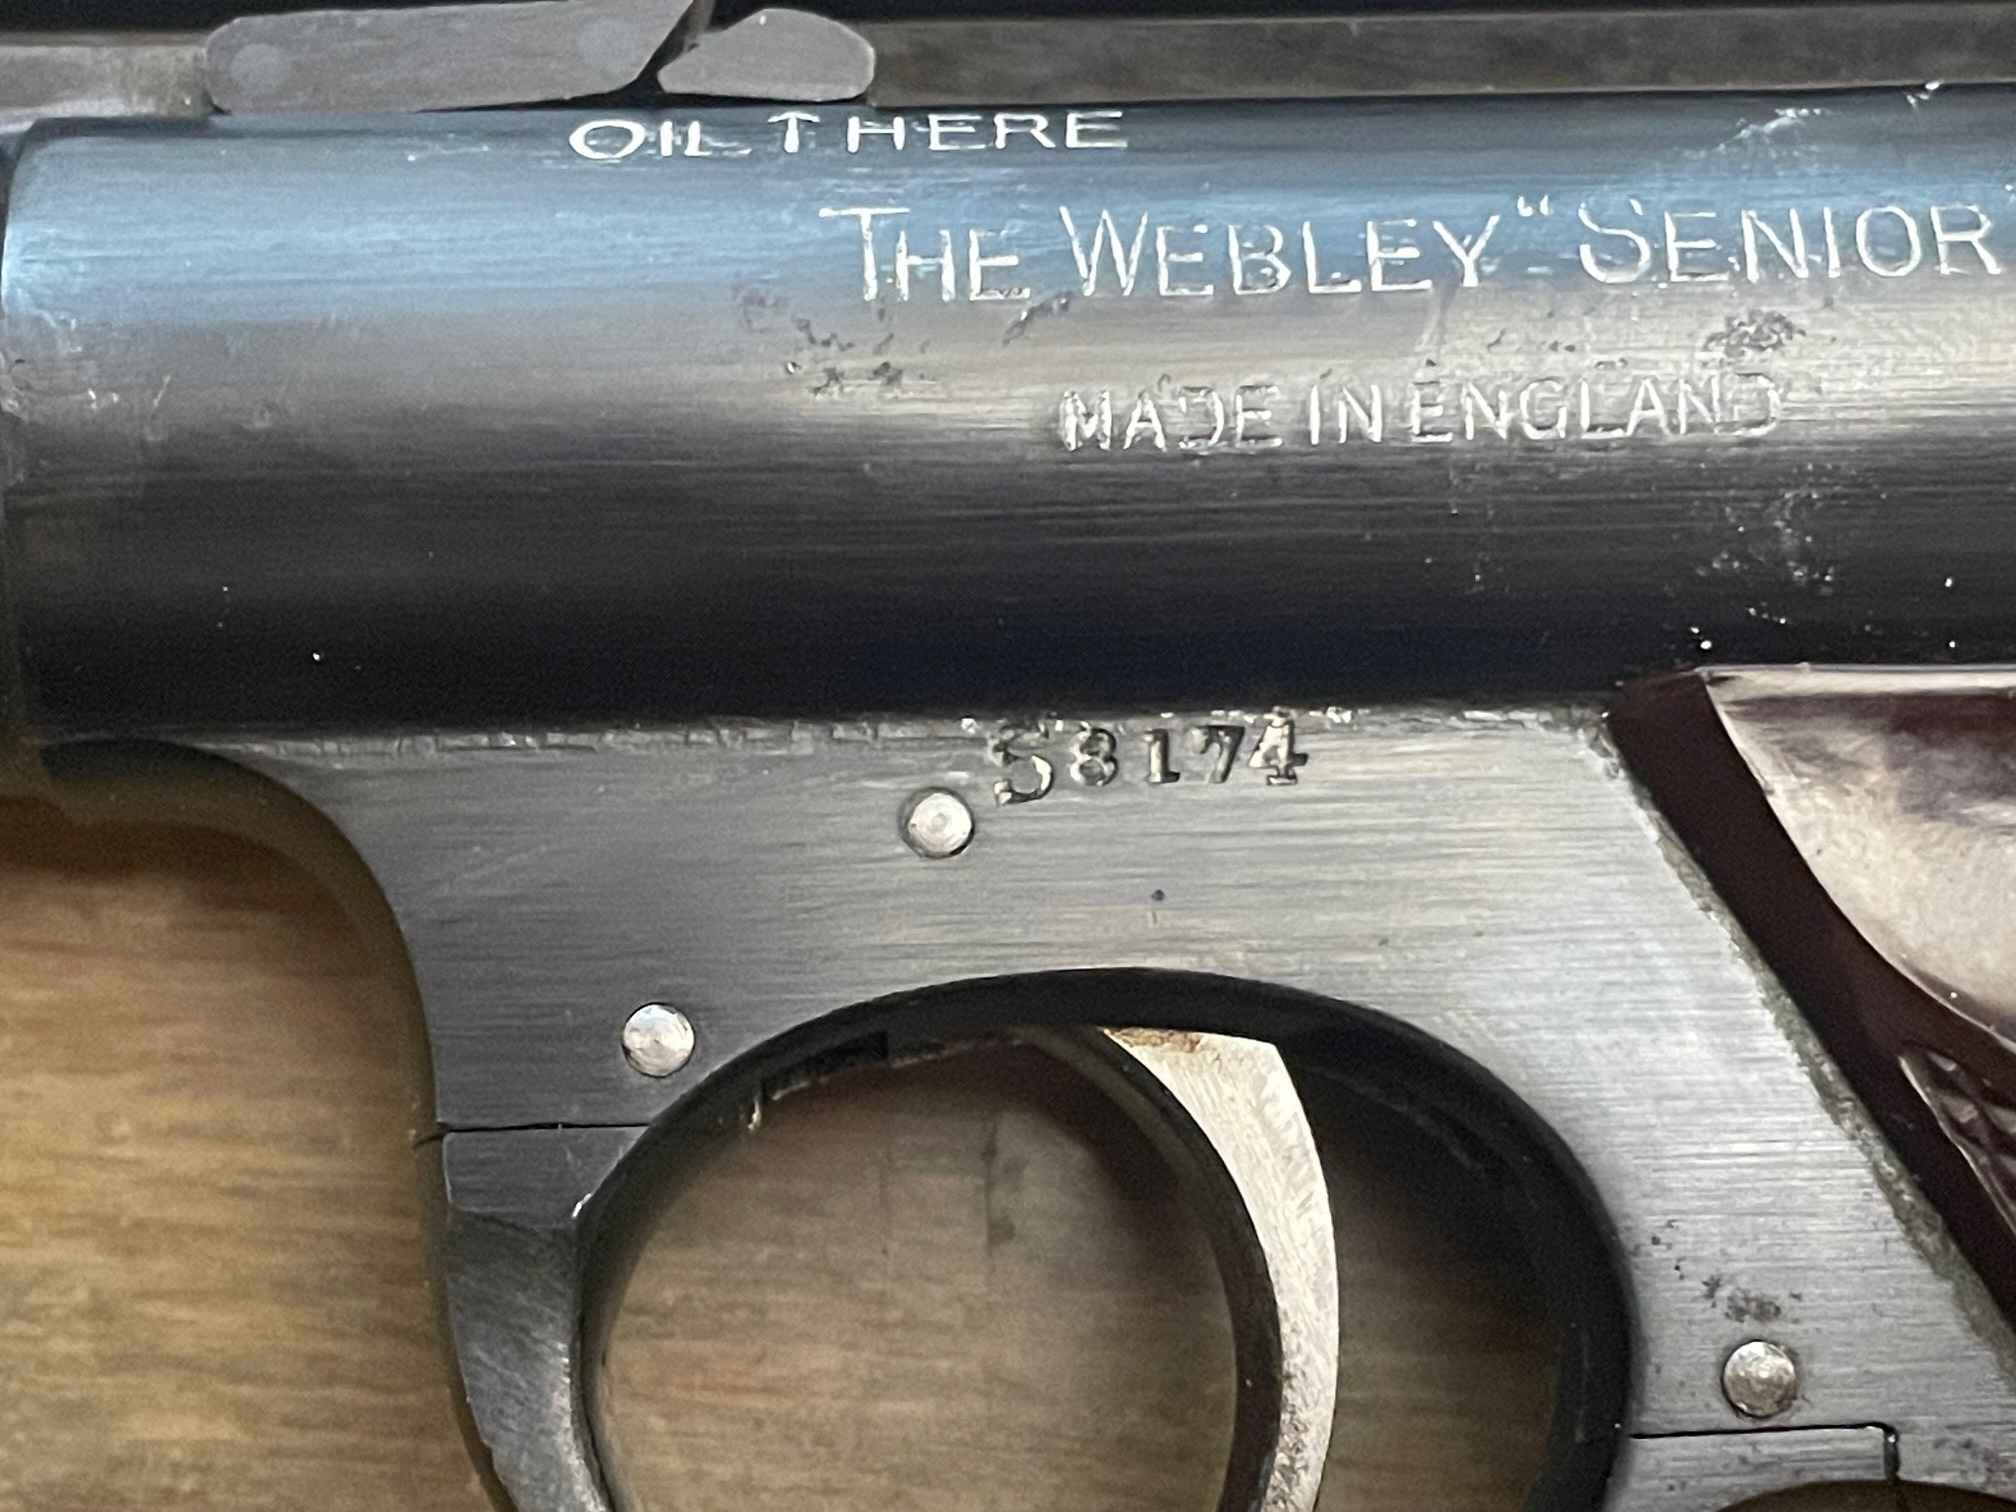 OIL THERE
THE WEBLEY "SENIOR
MADE IN ENGLAND
58174